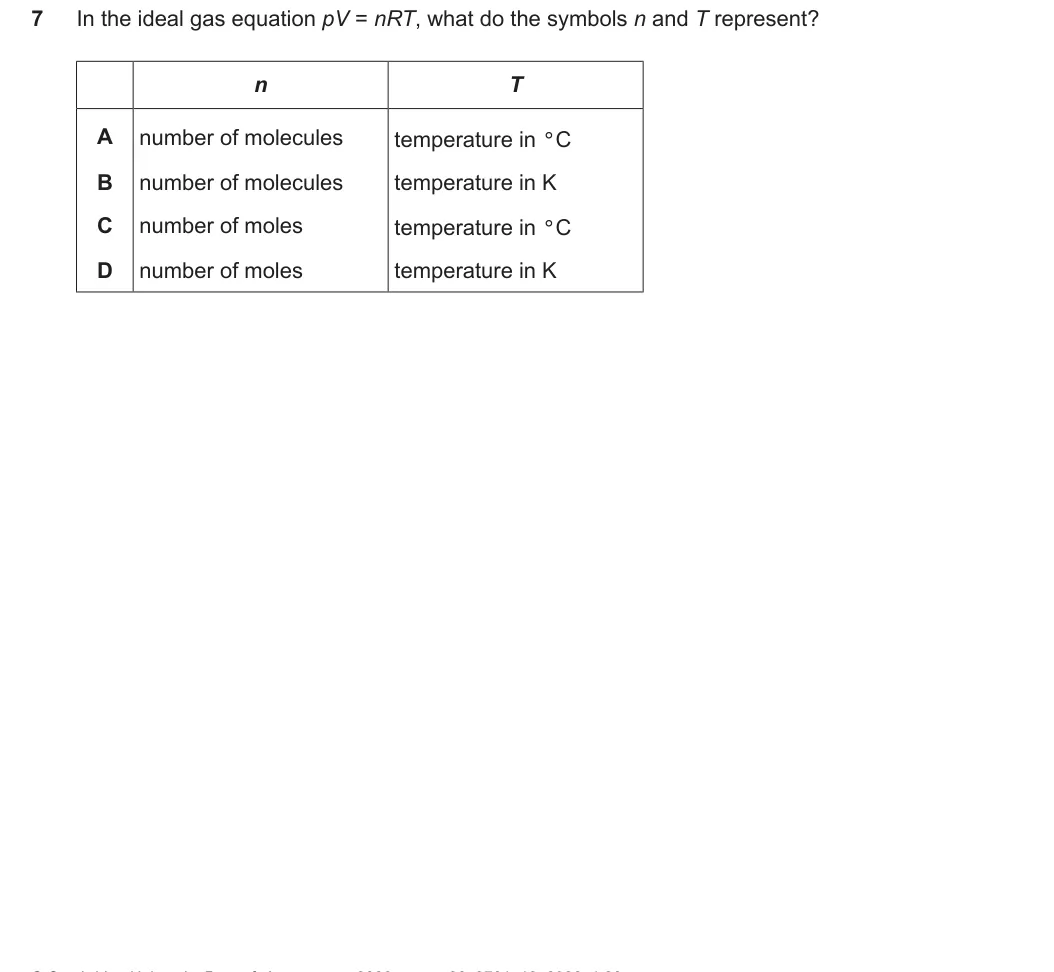 7 In the ideal gas equation pV = nRT, what do the symbols n and T represent?
n T
A number of molecules temperature in °C
B number of molecules temperature in K
C number of moles temperature in °C
D number of moles temperature in K